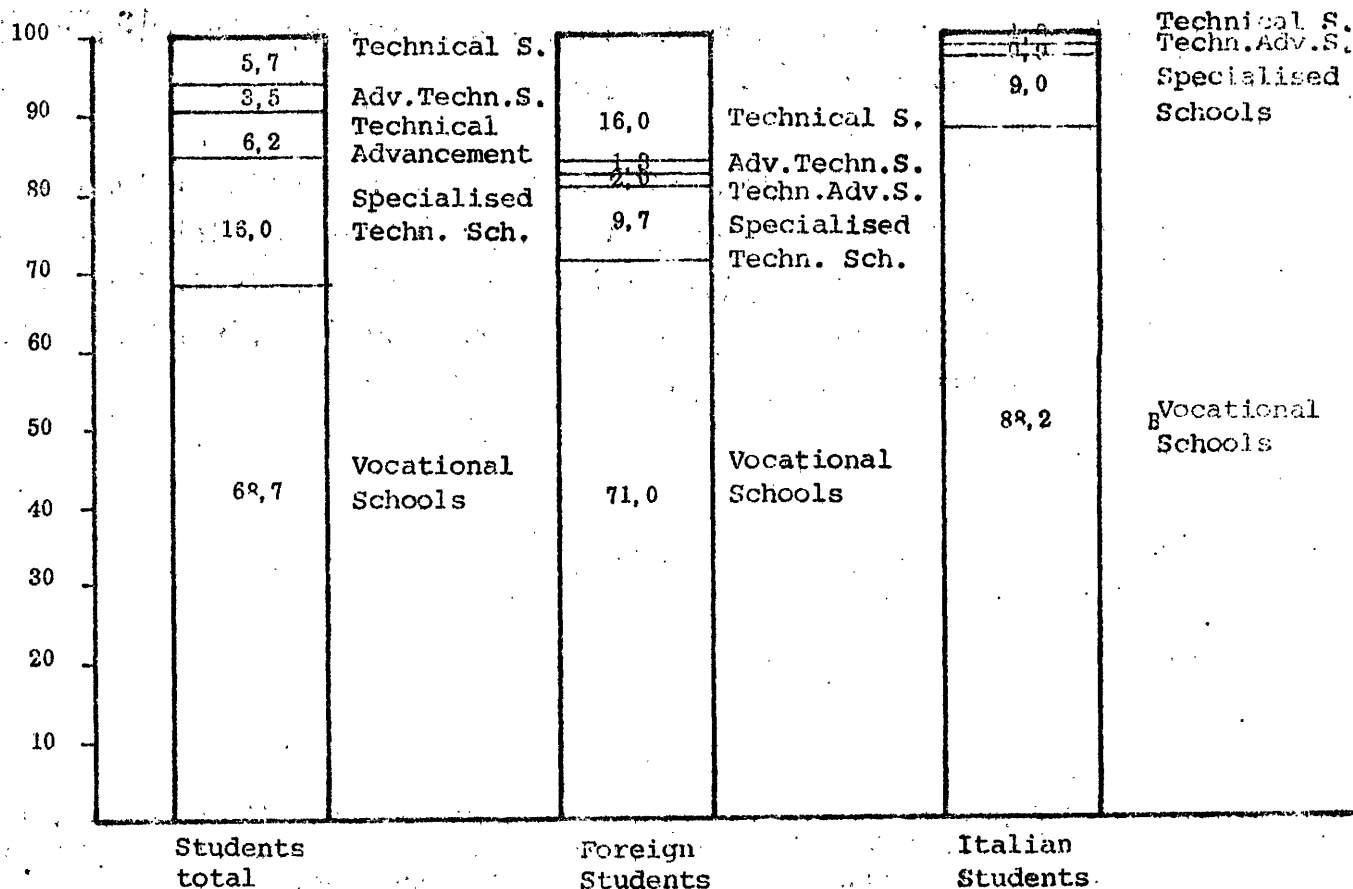 100
90
80
70
60
50
40
30
20
10
5,7
3,5
6,2
16,0
68,7
Technical S.
Adv.Techn.S.
Technical
Advancement
Specialised
Techn. Sch.
Vocational
Schools
16,0
9,7
71,0
Technical S.
Adv.Techn.S.
Techn.Adv.S.
Specialised
Techn. Sch.
Vocational
Schools
9,0
88,2
Technical S.
Techn.Adv.S.
Specialised
Schools
Vocational
Schools
Students
total
Foreign
Students
Italian
Students